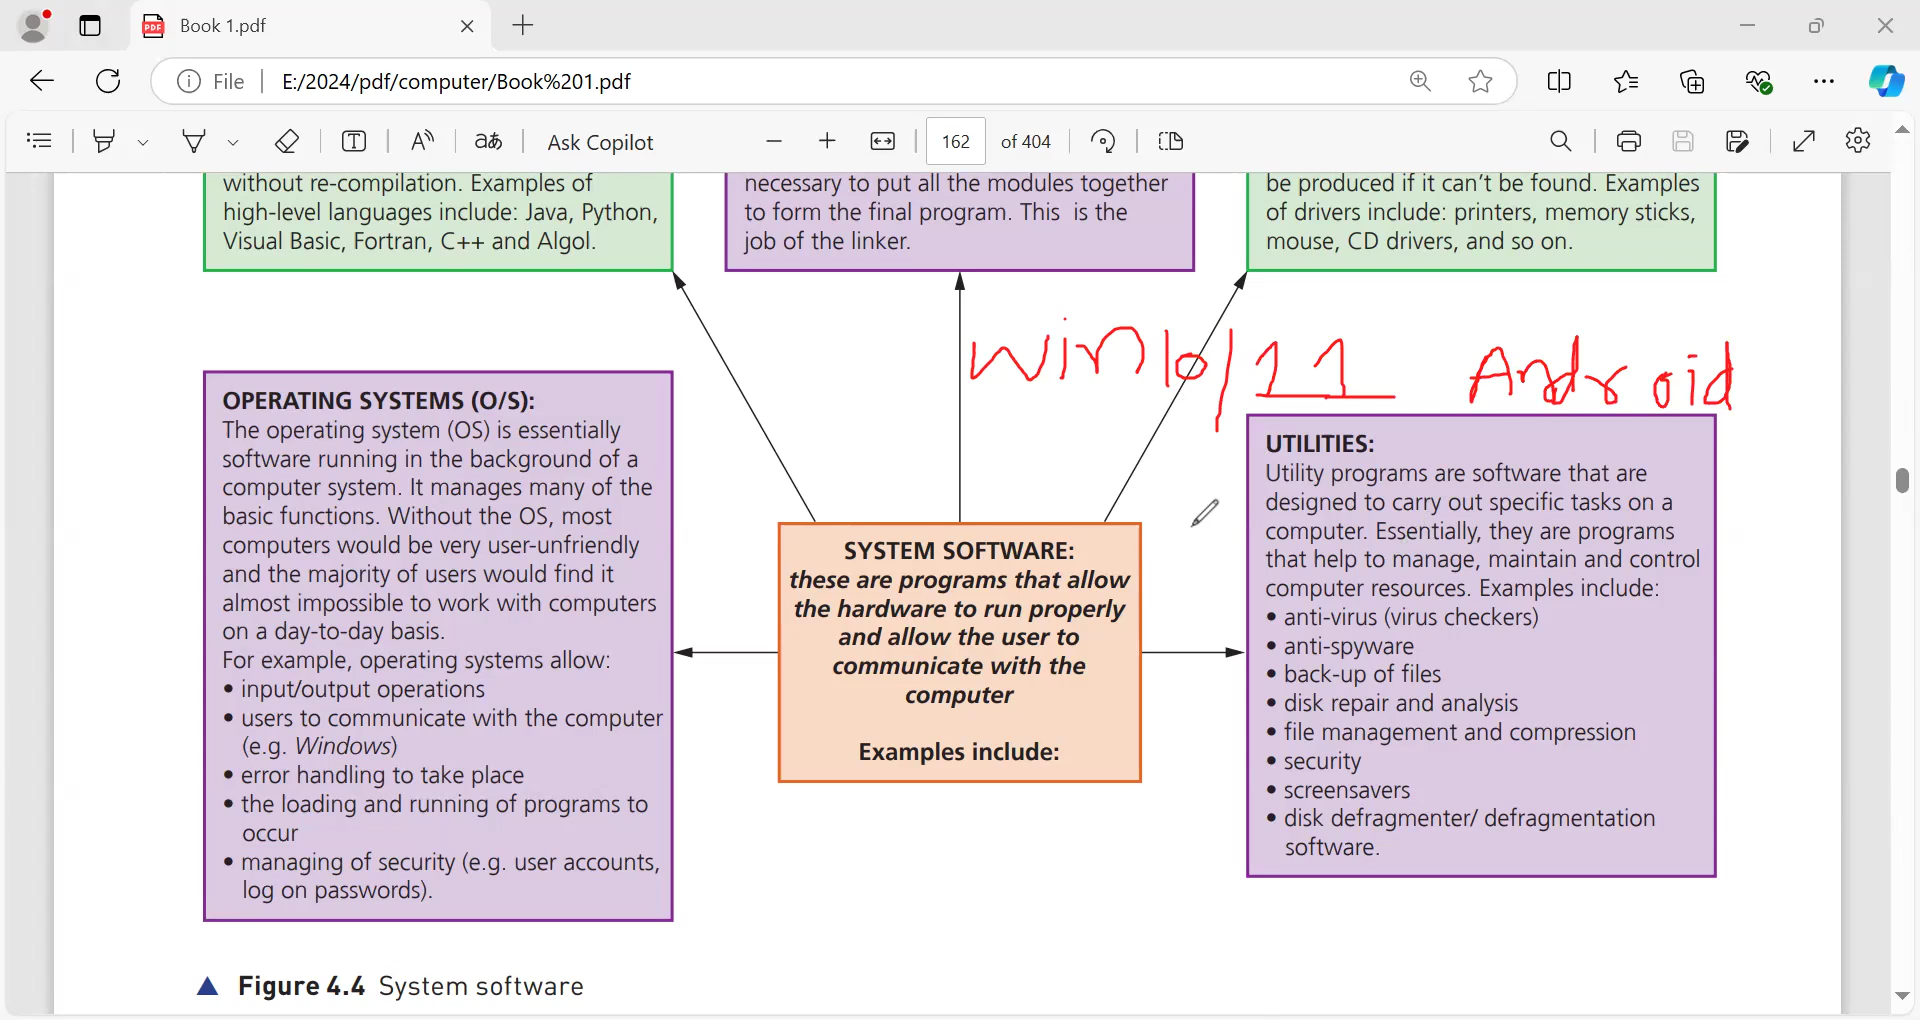 Book 1.pdf
File
E:/2024/pdf/computer/Book%201.pdf
Ask Copilot
162 of 404
without re-compilation. Examples of
high-level languages include: Java, Python,
Visual Basic, Fortran, C++ and Algol.
necessary to put all the modules together
to form the final program. This is the
job of the linker.
be produced if it can't be found. Examples
of drivers include: printers, memory sticks,
mouse, CD drivers, and so on.
Win10/11 Android
OPERATING SYSTEMS (O/S):
The operating system (OS) is essentially
software running in the background of a
computer system. It manages many of the
basic functions. Without the OS, most
computers would be very user-unfriendly
and the majority of users would find it
almost impossible to work with computers
on a day-to-day basis.
For example, operating systems allow:
• input/output operations
• users to communicate with the computer
(e.g. Windows)
• error handling to take place
• the loading and running of programs to
occur
• managing of security (e.g. user accounts,
log on passwords).
SYSTEM SOFTWARE:
these are programs that allow
the hardware to run properly
and allow the user to
communicate with the
computer
Examples include:
UTILITIES:
Utility programs are software that are
designed to carry out specific tasks on a
computer. Essentially, they are programs
that help to manage, maintain and control
computer resources. Examples include:
• anti-virus (virus checkers)
• anti-spyware
• back-up of files
• disk repair and analysis
• file management and compression
• security
• screensavers
• disk defragmenter/ defragmentation
software.
▲ Figure 4.4 System software